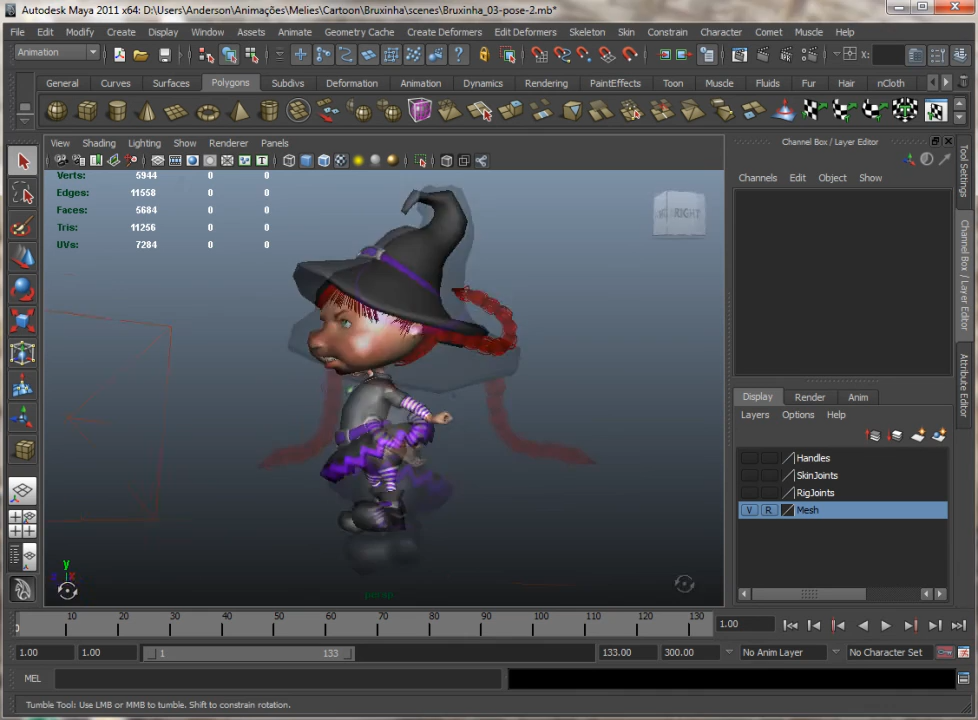 Autodesk Maya 2011 x64: D:\Users\Anderson\Animações\Melies\Cartoon\Bruxinha\scenes\Bruxinha_03-pose-2.mb*
File Edit Modify Create Display Window Assets Animate Geometry Cache Create Deformers Edit Deformers Skeleton Skin Constrain Character Comet Muscle Help
Animation X:
General Curves Surfaces Polygons Subdivs Deformation Animation Dynamics Rendering PaintEffects Toon Muscle Fluids Fur Hair nCloth
View Shading Lighting Show Renderer Panels
Channel Box / Layer Editor
Channels Edit Object Show
Verts: 5944 0 0
Edges: 11558 0 0
Faces: 5684 0 0
Tris: 11256 0 0
UVs: 7284 0 0
RIGHT
Tool Settings
Channel Box / Layer Editor
Attribute Editor
Display Render Anim
Layers Options Help
Handles
SkinJoints
RigJoints
V R Mesh
y
persp
10 20 30 40 50 60 70 80 90 100 110 120 130
1.00
1.00 1.00 1 133 133.00 300.00 No Anim Layer No Character Set
MEL
Tumble Tool: Use LMB or MMB to tumble. Shift to constrain rotation.